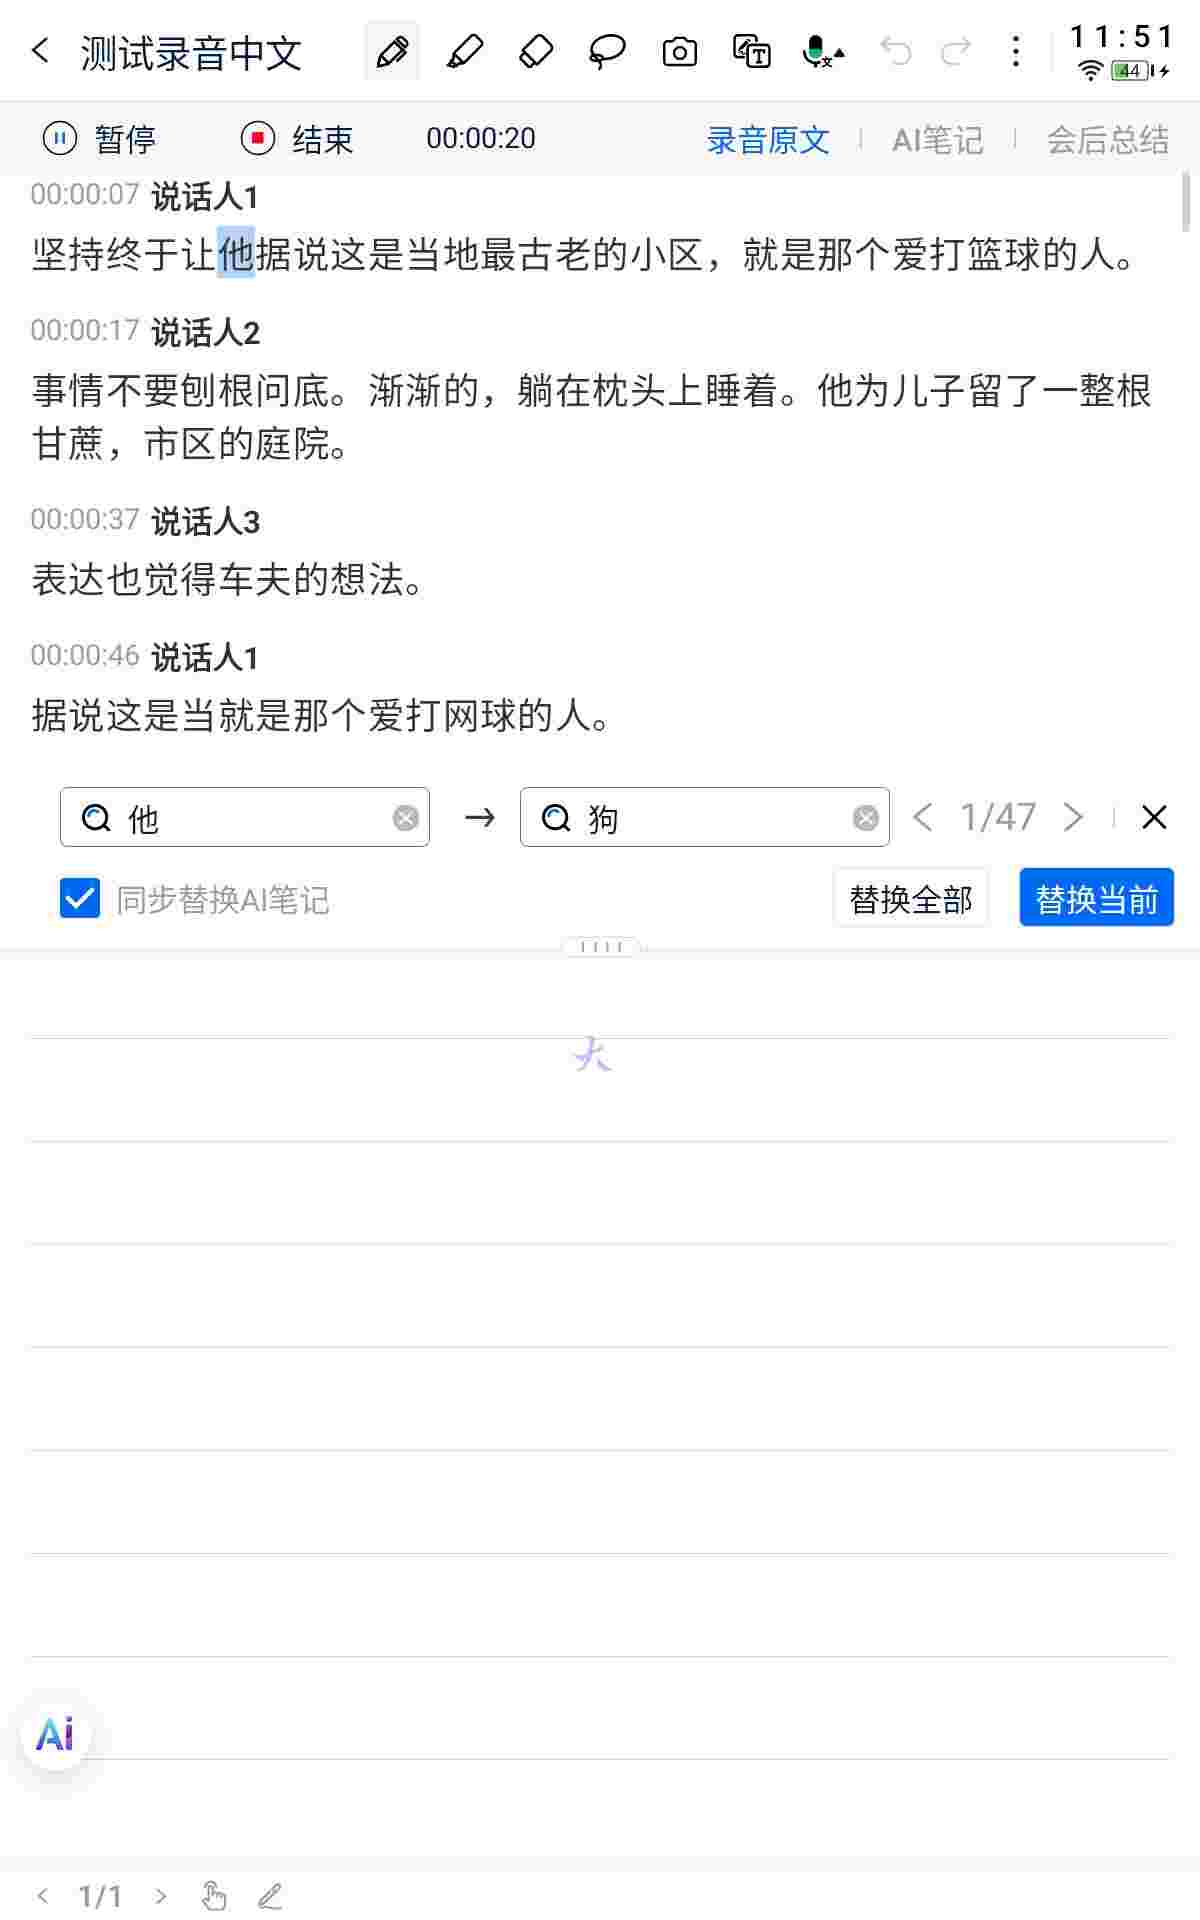 测试录音中文
11:51
44
暂停
结束
00:00:20
录音原文
AI笔记
会后总结
00:00:07 说话人1
坚持终于让他据说这是当地最古老的小区，就是那个爱打篮球的人。
00:00:17 说话人2
事情不要刨根问底。渐渐的，躺在枕头上睡着。他为儿子留了一整根
甘蔗，市区的庭院。
00:00:37 说话人3
表达也觉得车夫的想法。
00:00:46 说话人1
据说这是当就是那个爱打网球的人。
他
狗
1/47
同步替换AI笔记
替换全部
替换当前
大
Ai
1/1